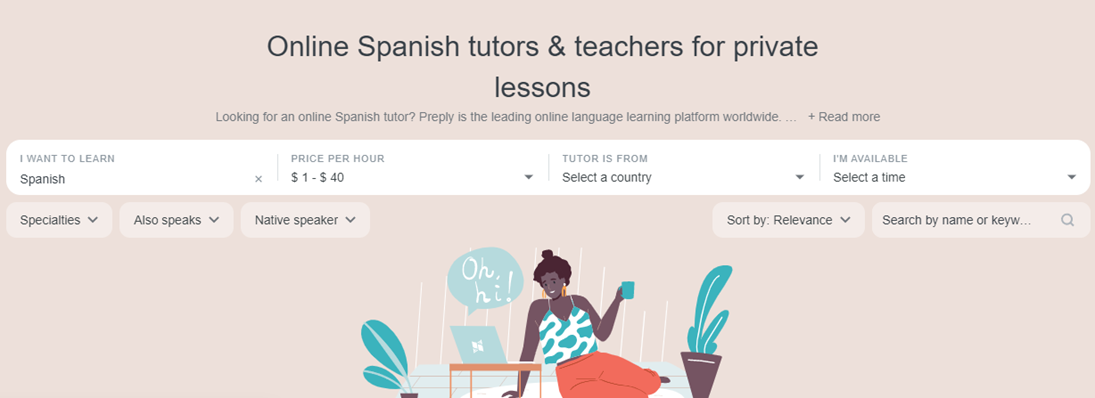 Online Spanish tutors & teachers for private
lessons
Looking for an online Spanish tutor? Preply is the leading online language learning platform worldwide. ... + Read more
I WANT TO LEARN
Spanish ×
PRICE PER HOUR
$ 1 - $ 40
TUTOR IS FROM
Select a country
I'M AVAILABLE
Select a time
Specialties
Also speaks
Native speaker
Sort by: Relevance
Search by name or keyw...
Oh,
hi!